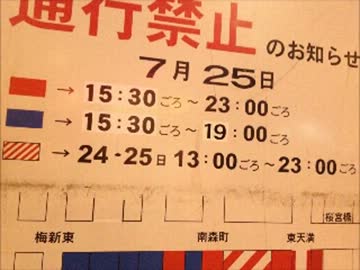 通行禁止のお知らせ
7月25日
→ 15:30ごろ～23:00ごろ
→ 15:30ごろ～19:00ごろ
→ 24-25日 13:00ごろ～23:00ごろ
桜宮橋
梅新東 南森町 東天満